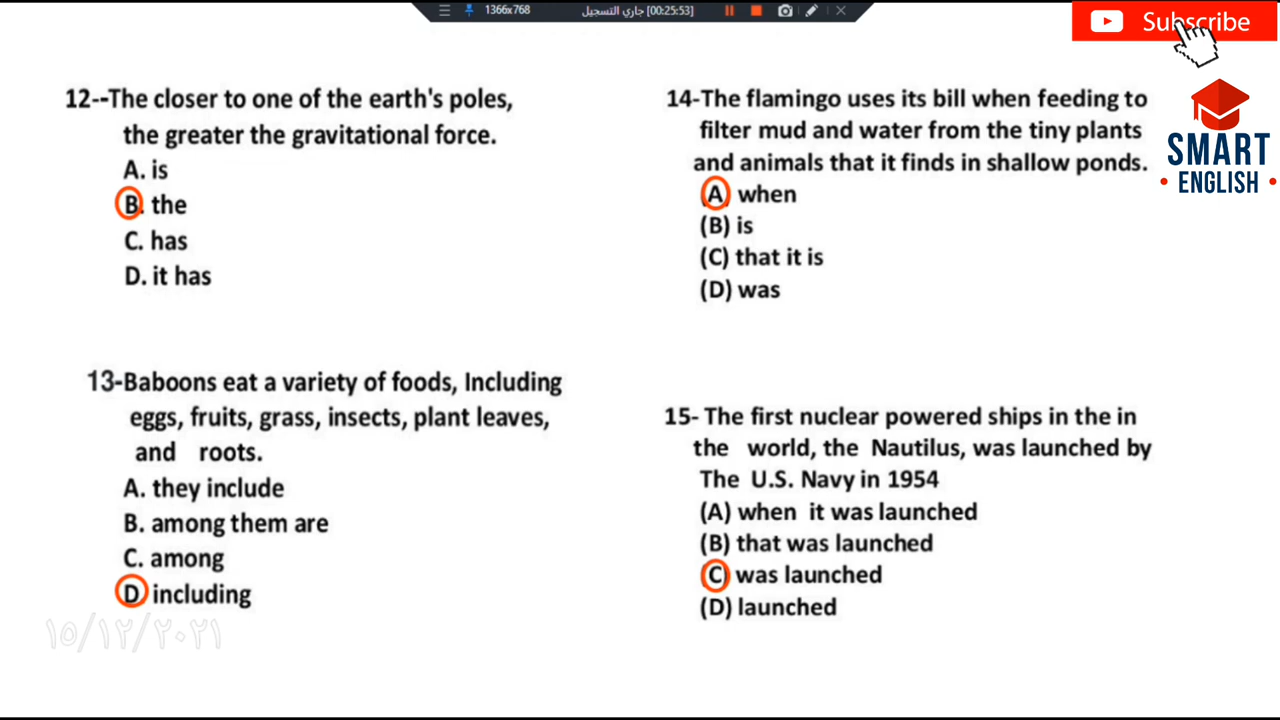 1366x768 جاري التسجيل [00:25:53]
Subscribe
SMART
ENGLISH
12--The closer to one of the earth's poles,
the greater the gravitational force.
A. is
B. the
C. has
D. it has
13-Baboons eat a variety of foods, Including
eggs, fruits, grass, insects, plant leaves,
and roots.
A. they include
B. among them are
C. among
D. including
١٥/١٢/٢٠٢١
14-The flamingo uses its bill when feeding to
filter mud and water from the tiny plants
and animals that it finds in shallow ponds.
(A) when
(B) is
(C) that it is
(D) was
15- The first nuclear powered ships in the in
the world, the Nautilus, was launched by
The U.S. Navy in 1954
(A) when it was launched
(B) that was launched
(C) was launched
(D) launched